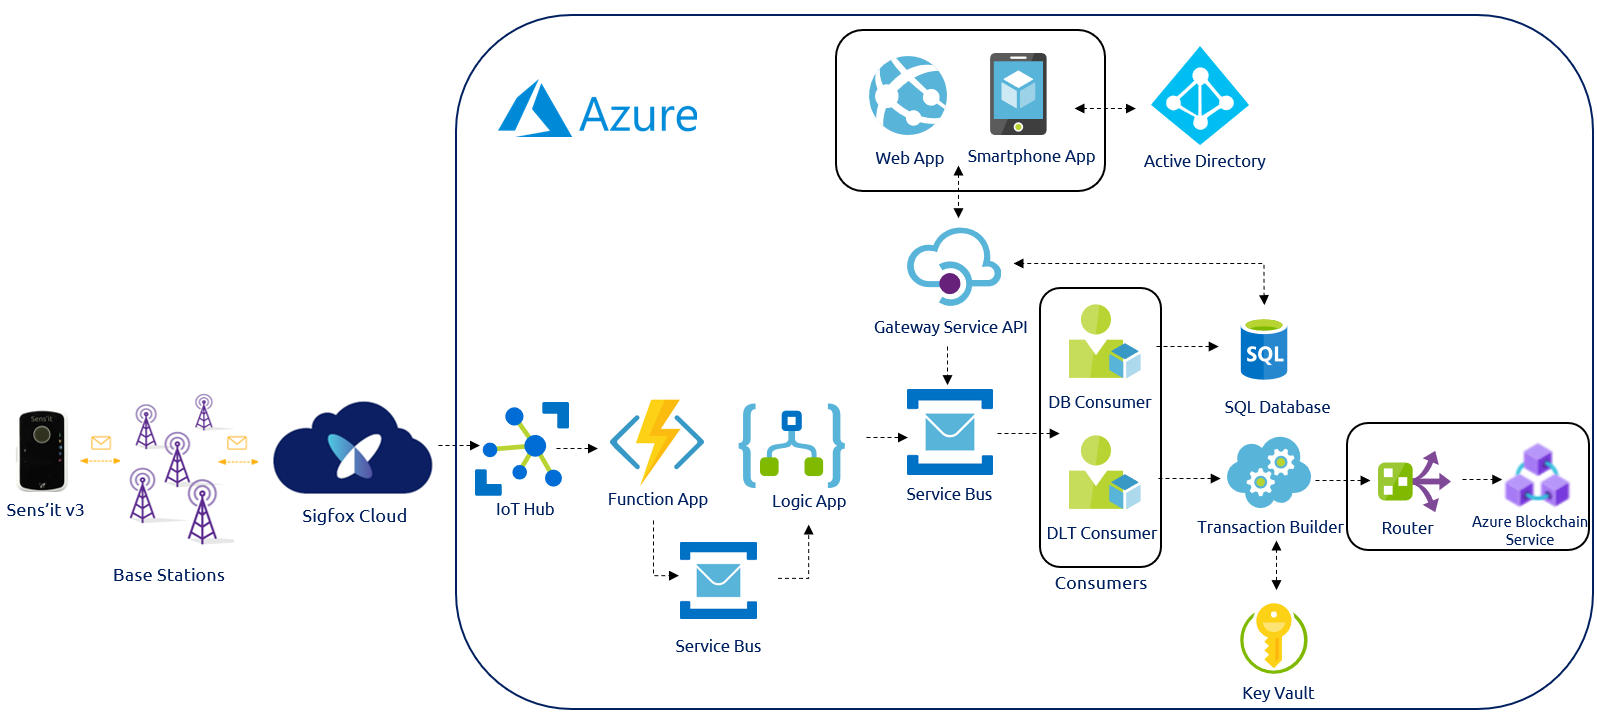 Azure
Web App
Smartphone App
Active Directory
Gateway Service API
DB Consumer
SQL
SQL Database
Sens'it
Sens’it v3
Base Stations
Sigfox Cloud
IoT Hub
Function App
Logic App
Service Bus
DLT Consumer
Consumers
Transaction Builder
Router
Azure Blockchain
Service
Service Bus
Key Vault